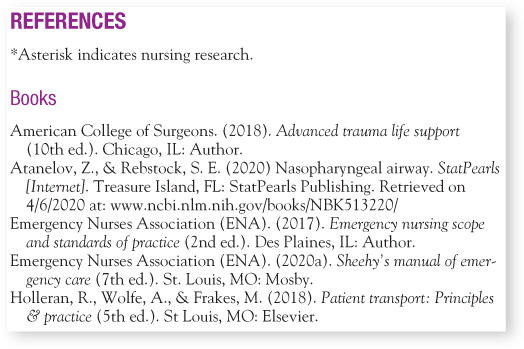 REFERENCES
*Asterisk indicates nursing research.
Books
American College of Surgeons. (2018). Advanced trauma life support
(10th ed.). Chicago, IL: Author.
Atanelov, Z., & Rebstock, S. E. (2020) Nasopharyngeal airway. StatPearls
[Internet]. Treasure Island, FL: StatPearls Publishing. Retrieved on
4/6/2020 at: www.ncbi.nlm.nih.gov/books/NBK513220/
Emergency Nurses Association (ENA). (2017). Emergency nursing scope
and standards of practice (2nd ed.). Des Plaines, IL: Author.
Emergency Nurses Association (ENA). (2020a). Sheehy's manual of emer-
gency care (7th ed.). St. Louis, MO: Mosby.
Holleran, R., Wolfe, A., & Frakes, M. (2018). Patient transport: Principles
& practice (5th ed.). St Louis, MO: Elsevier.